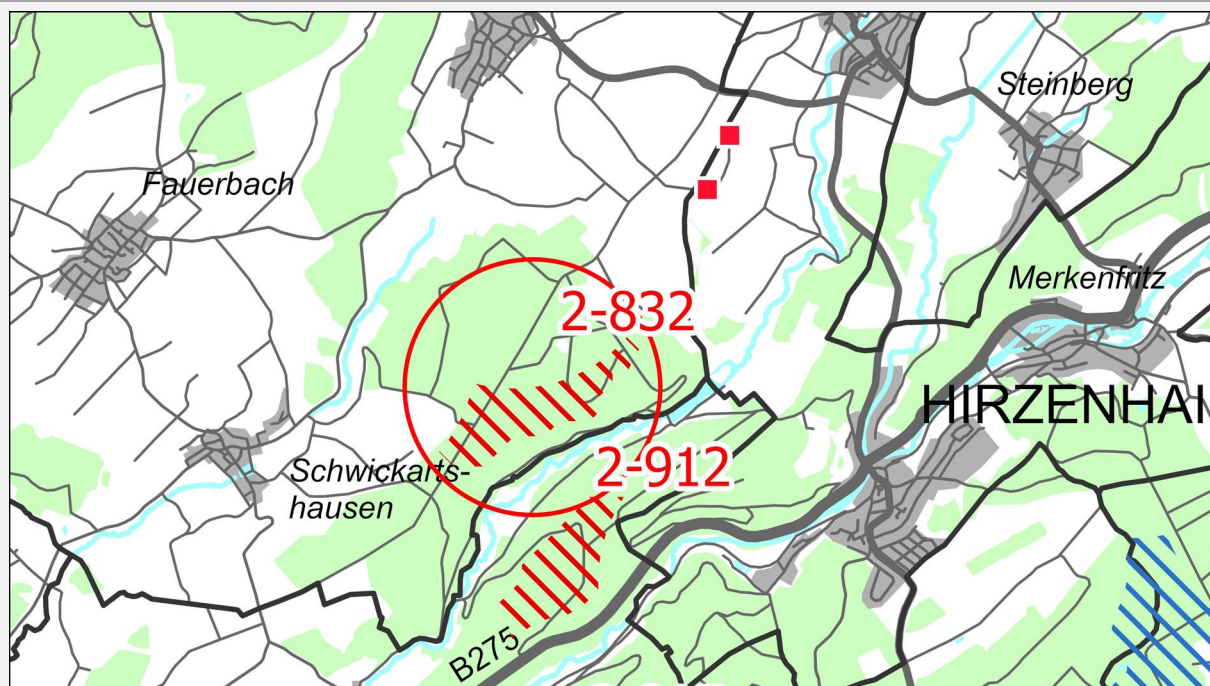 Steinberg
Fauerbach
Merkenfritz
2-832
HIRZENHAI
Schwickarts-
hausen
2-912
B275